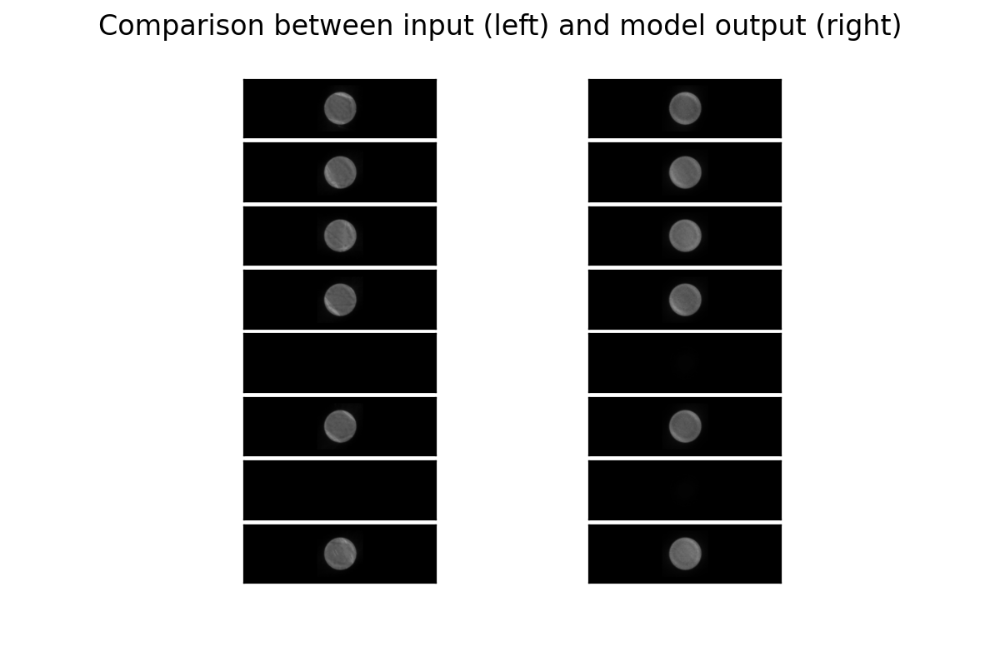 Comparison between input (left) and model output (right)